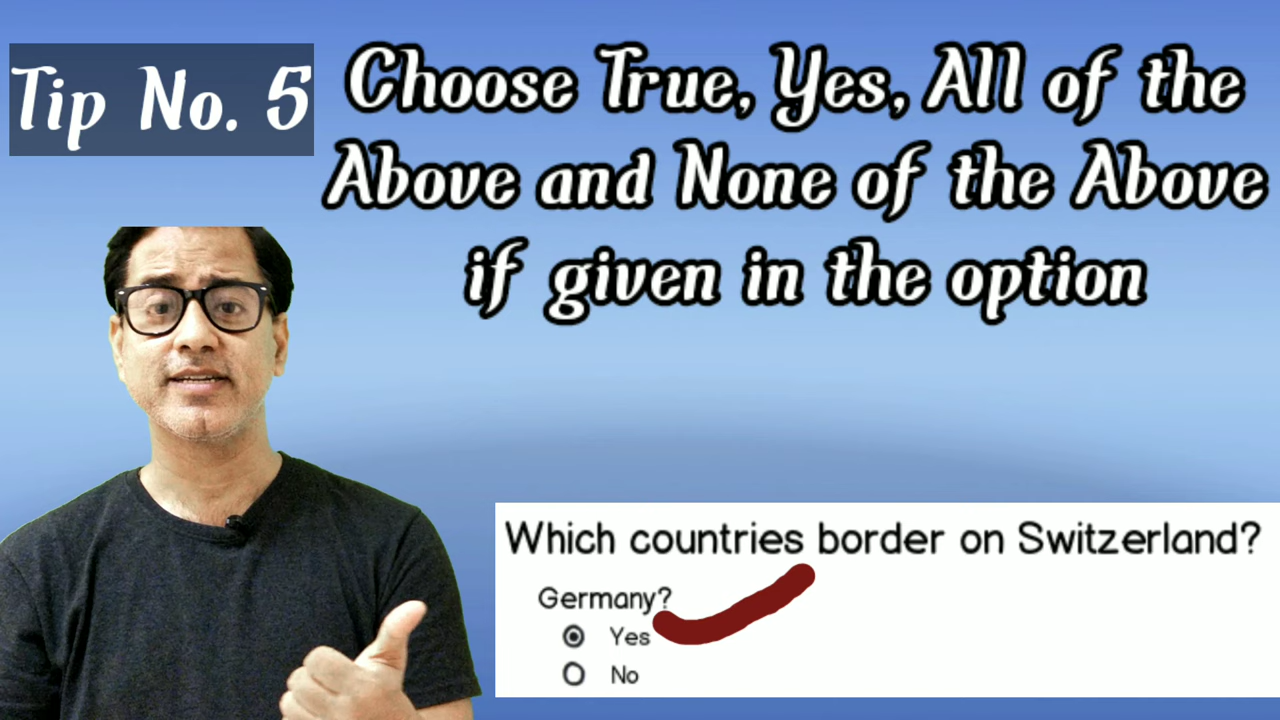 Tip No. 5
Choose True, Yes, All of the
Above and None of the Above
if given in the option
Which countries border on Switzerland?
Germany?
Yes
No